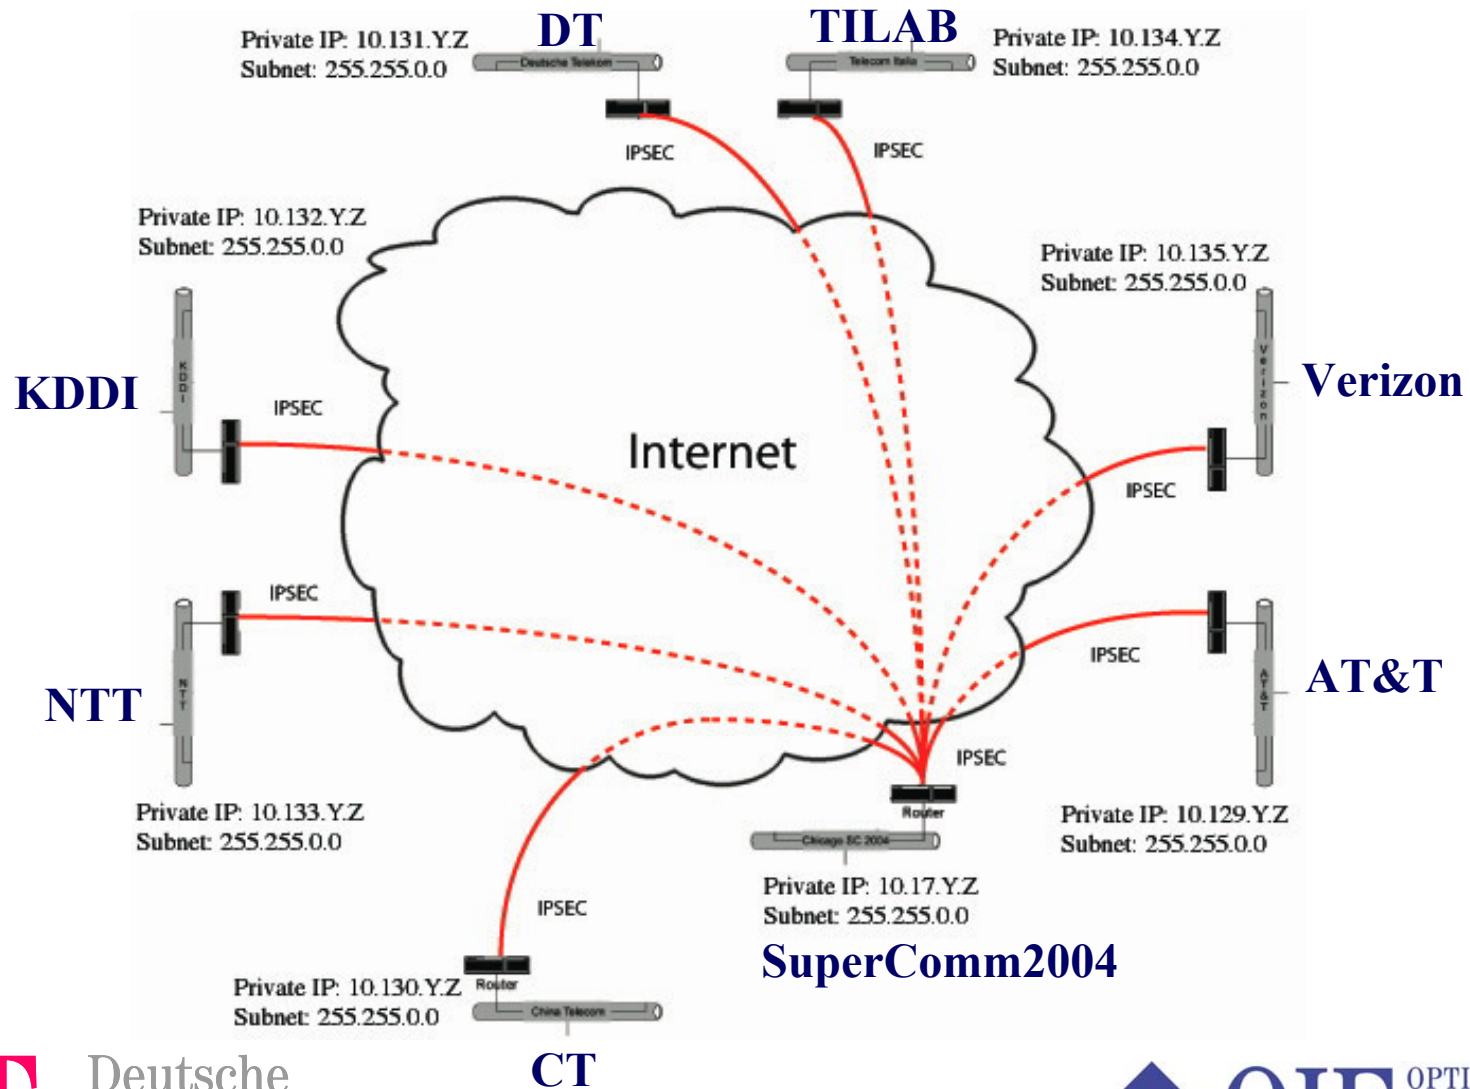 DT
TILAB
Private IP: 10.131.Y.Z
Subnet: 255.255.0.0
Deutsche Telekom
Telecom Italia
Private IP: 10.134.Y.Z
Subnet: 255.255.0.0
IPSEC
IPSEC
Private IP: 10.132.Y.Z
Subnet: 255.255.0.0
Private IP: 10.135.Y.Z
Subnet: 255.255.0.0
KDDI
KDDI
IPSEC
Internet
Verizon
Verizon
IPSEC
IPSEC
NTT
NTT
IPSEC
AT&T
AT&T
Private IP: 10.133.Y.Z
Subnet: 255.255.0.0
IPSEC
Router
Chicago SC 2004
Private IP: 10.129.Y.Z
Subnet: 255.255.0.0
Private IP: 10.17.Y.Z
Subnet: 255.255.0.0
SuperComm2004
IPSEC
Router
Private IP: 10.130.Y.Z
Subnet: 255.255.0.0
China Telecom
CT
Deutsche
OIF